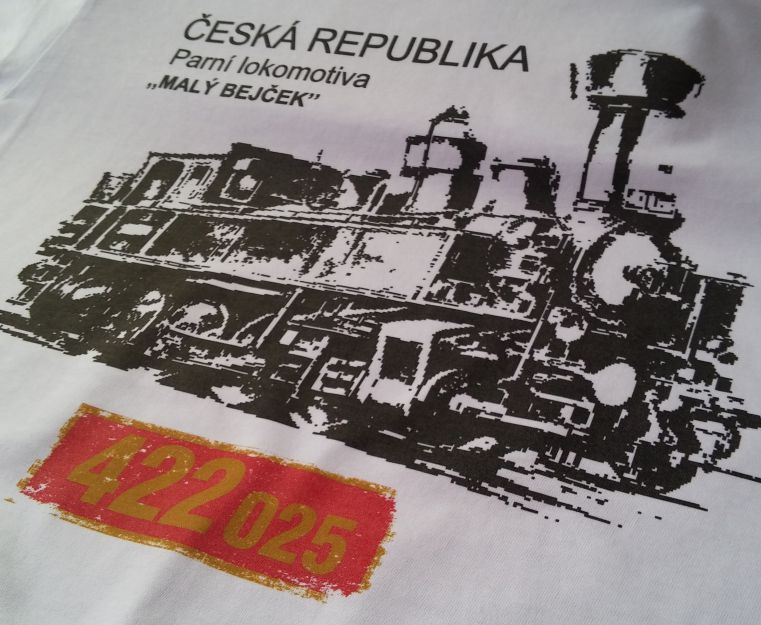 ČESKÁ REPUBLIKA
Parní lokomotiva
„MALÝ BEJČEK”
422 025